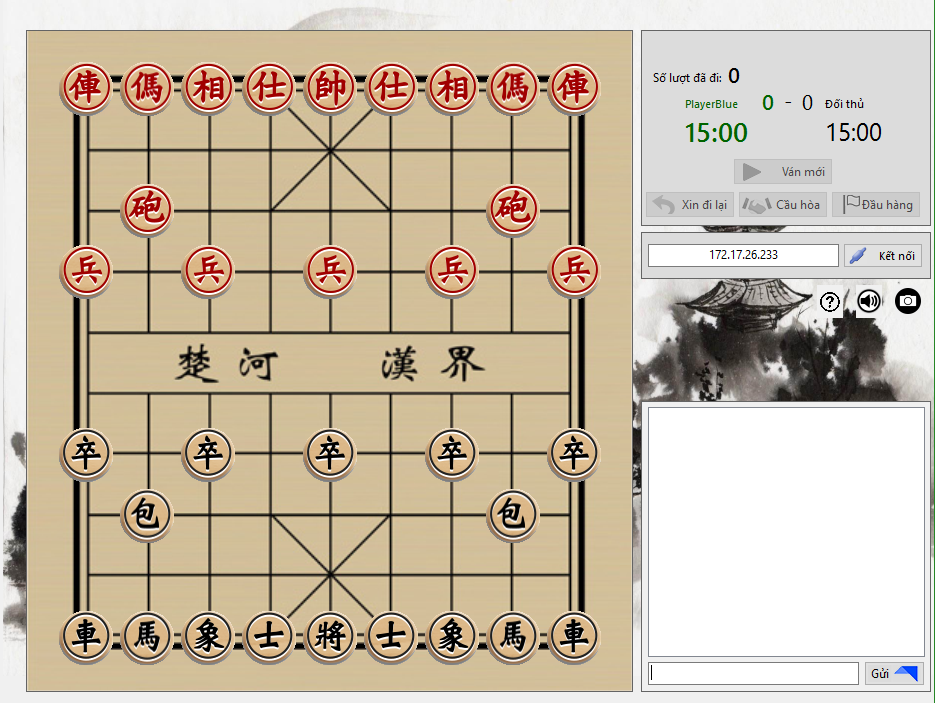 俥傌相仕帥仕相傌俥
砲 砲
兵 兵 兵 兵 兵
楚河 漢界
卒 卒 卒 卒 卒
包 包
車馬象士將士象馬車
Số lượt đã đi: 0
PlayerBlue 0 - 0 Đối thủ
15:00 15:00
Ván mới
Xin đi lại Cầu hòa Đầu hàng
172.17.26.233 Kết nối
?
Gửi